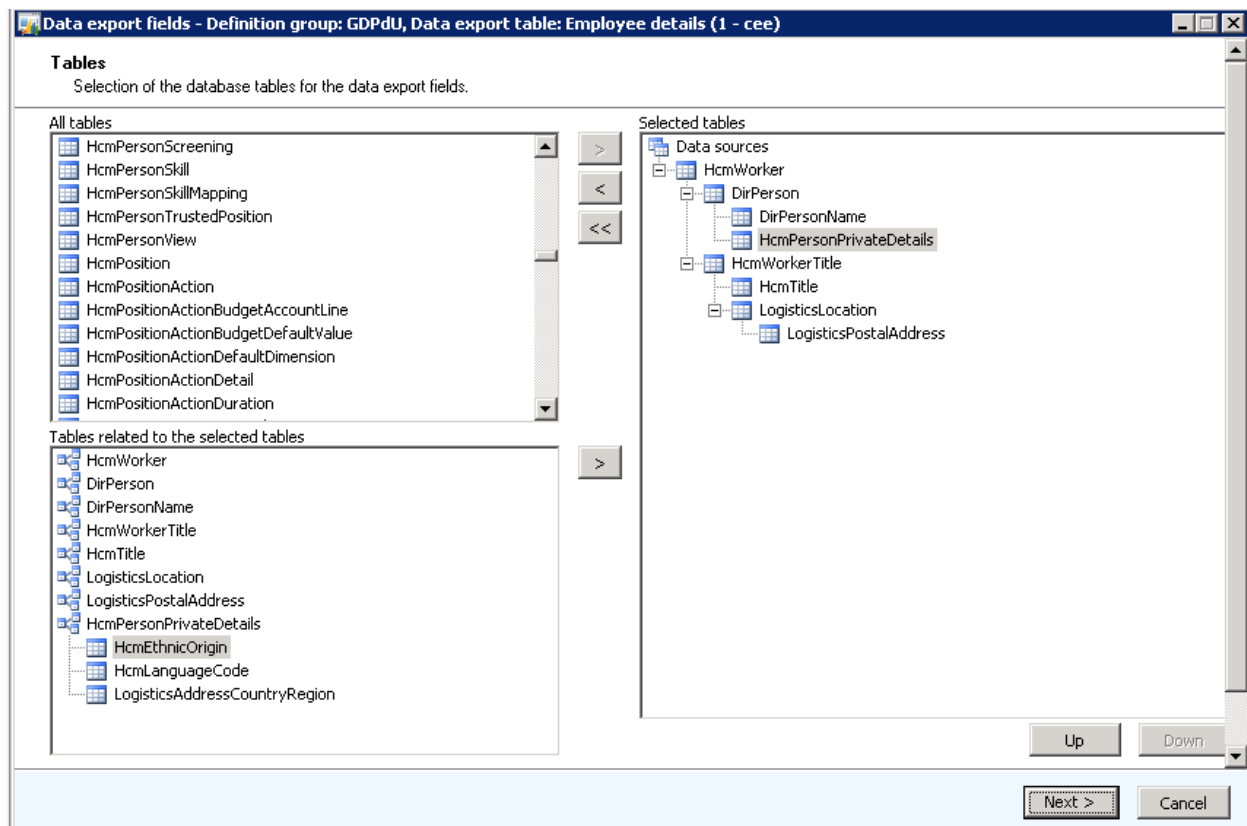 Data export fields - Definition group: GDPdU, Data export table: Employee details (1 - cee)
Tables
Selection of the database tables for the data export fields.
All tables
HcmPersonScreening
HcmPersonSkill
HcmPersonSkillMapping
HcmPersonTrustedPosition
HcmPersonView
HcmPosition
HcmPositionAction
HcmPositionActionBudgetAccountLine
HcmPositionActionBudgetDefaultValue
HcmPositionActionDefaultDimension
HcmPositionActionDetail
HcmPositionActionDuration
>
<
<<
Selected tables
Data sources
HcmWorker
DirPerson
DirPersonName
HcmPersonPrivateDetails
HcmWorkerTitle
HcmTitle
LogisticsLocation
LogisticsPostalAddress
Tables related to the selected tables
HcmWorker
DirPerson
DirPersonName
HcmWorkerTitle
HcmTitle
LogisticsLocation
LogisticsPostalAddress
HcmPersonPrivateDetails
HcmEthnicOrigin
HcmLanguageCode
LogisticsAddressCountryRegion
>
Up
Down
Next >
Cancel